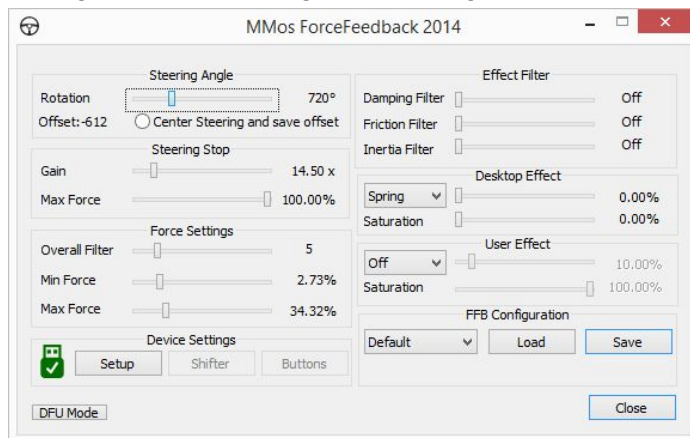 MMos ForceFeedback 2014
Steering Angle
Rotation 720°
Offset:-612 Center Steering and save offset
Steering Stop
Gain 14.50 x
Max Force 100.00%
Force Settings
Overall Filter 5
Min Force 2.73%
Max Force 34.32%
Device Settings
Setup Shifter Buttons
DFU Mode
Effect Filter
Damping Filter Off
Friction Filter Off
Inertia Filter Off
Desktop Effect
Spring 0.00%
Saturation 0.00%
User Effect
Off 10.00%
Saturation 100.00%
FFB Configuration
Default Load Save
Close